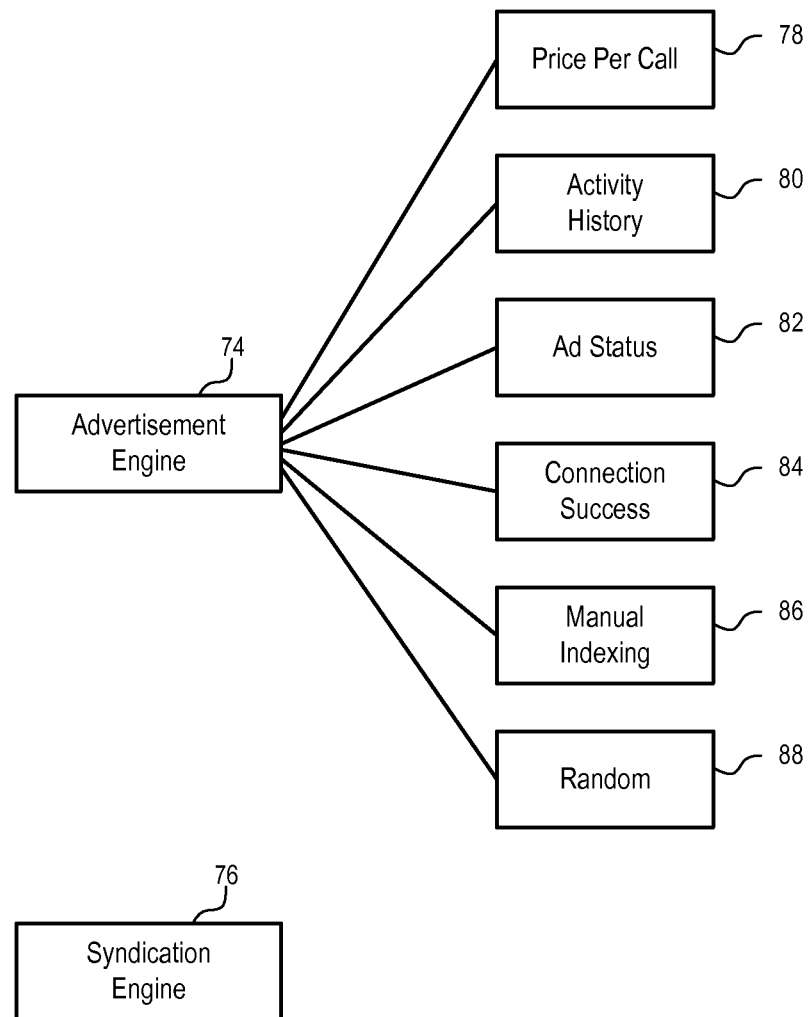 Price Per Call
78
Activity
History
80
Ad Status
82
74
Advertisement
Engine
Connection
Success
84
Manual
Indexing
86
Random
88
76
Syndication
Engine